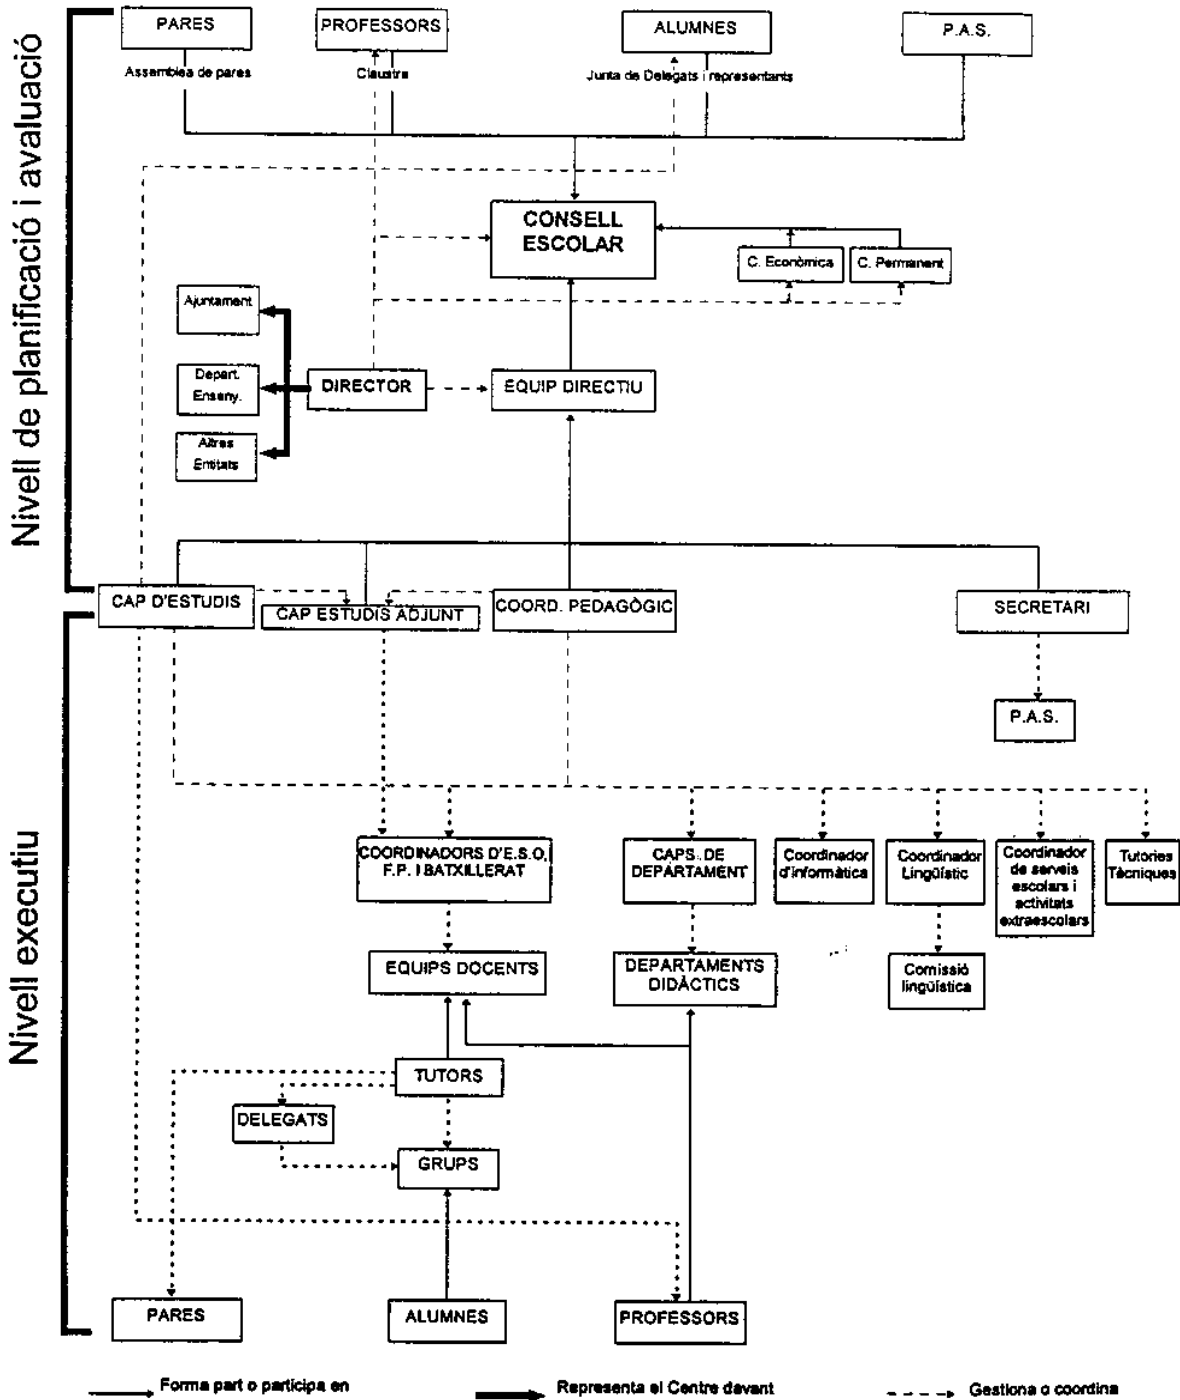 Nivell de planificació i avaluació
PARES
PROFESSORS
ALUMNES
P.A.S.
Assemblea de pares
Claustre
Junta de Delegats i representants
CONSELL
ESCOLAR
C. Econòmica
C. Permanent
Ajuntament
Depart.
Enseny.
Altres
Entitats
DIRECTOR
EQUIP DIRECTIU
CAP D'ESTUDIS
CAP ESTUDIS ADJUNT
COORD. PEDAGÒGIC
SECRETARI
P.A.S.
Nivell executiu
COORDINADORS D'E.S.O,
F.P. I BATXILLERAT
CAPS. DE
DEPARTAMENT
Coordinador
d'informàtica
Coordinador
Lingüístic
Coordinador
de serveis
escolars i
activitats
extraescolars
Tutories
Tècniques
EQUIPS DOCENTS
DEPARTAMENTS
DIDÀCTICS
Comissió
lingüística
TUTORS
DELEGATS
GRUPS
PARES
ALUMNES
PROFESSORS
Forma part o participa en
Representa el Centre davant
Gestiona o coordina